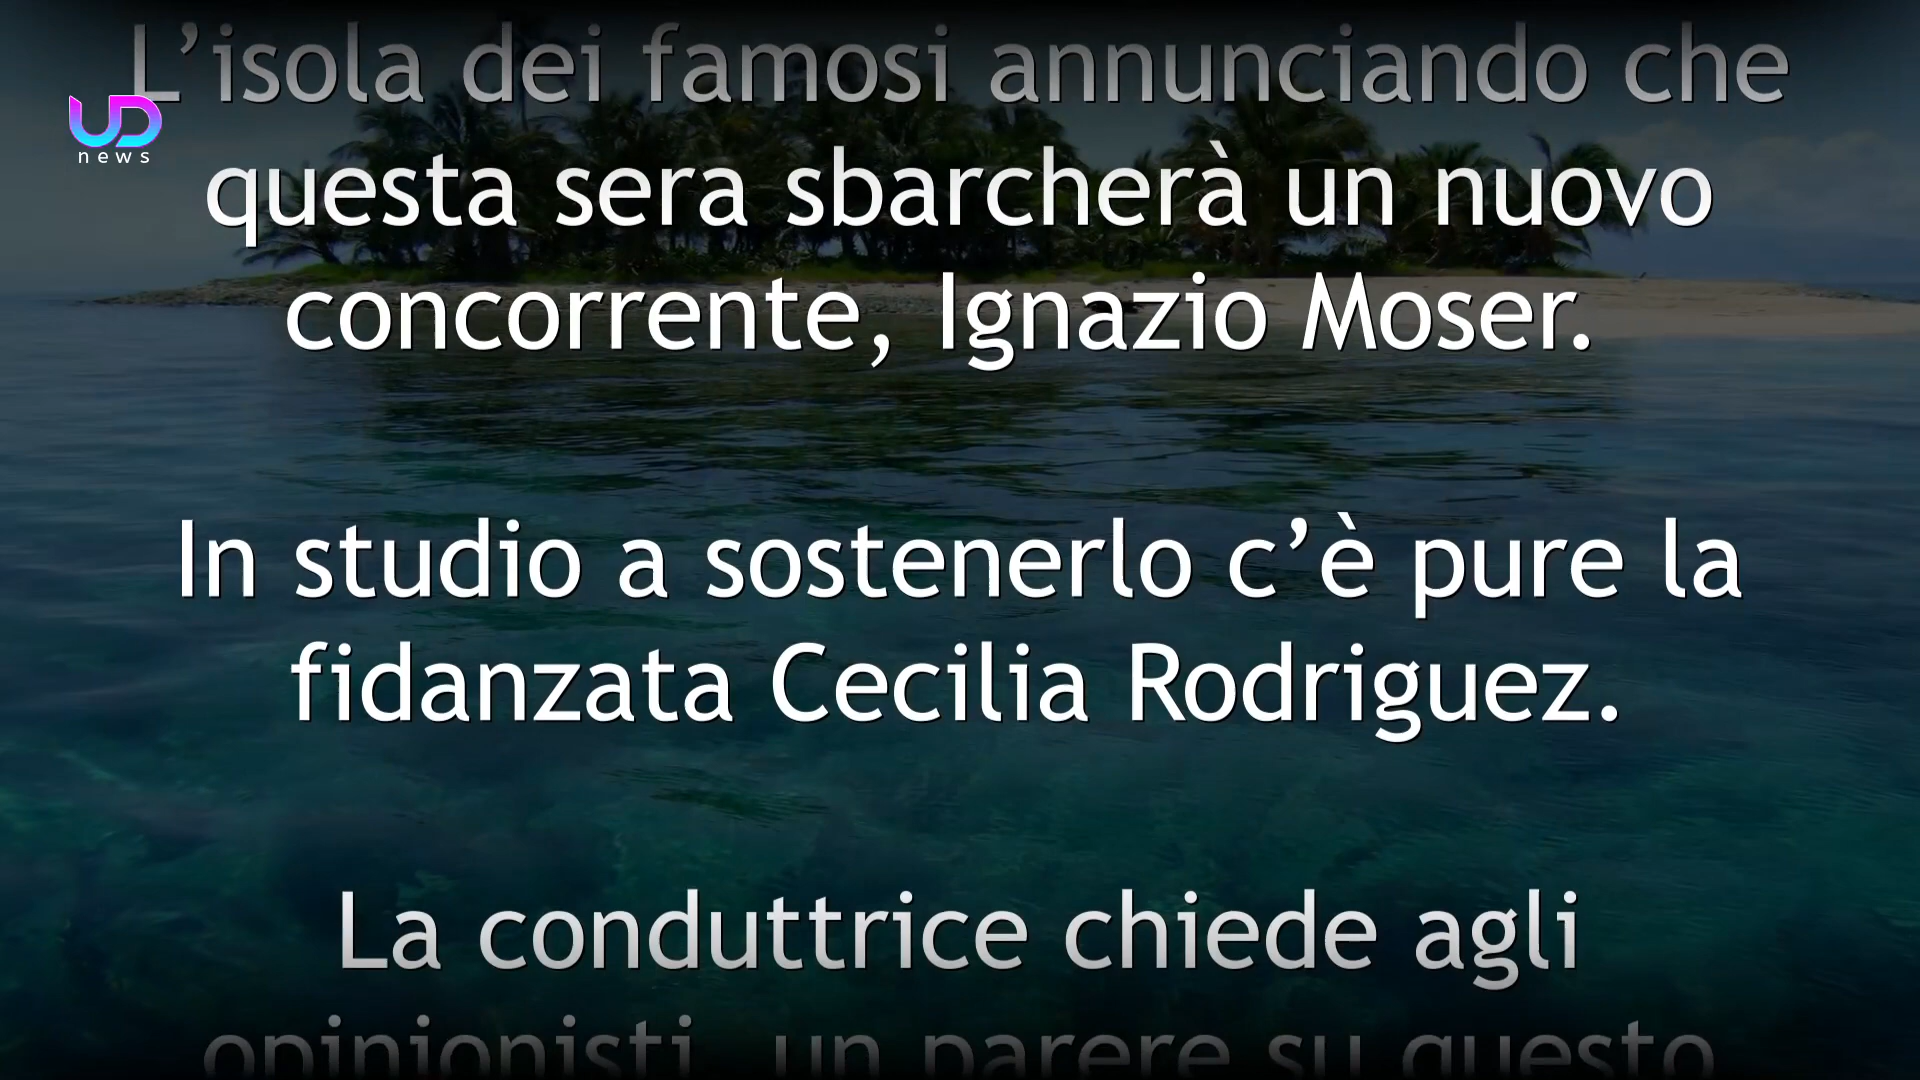 L’isola dei famosi annunciando che
UD
news
questa sera sbarcherà un nuovo
concorrente, Ignazio Moser.
In studio a sostenerlo c’è pure la
fidanzata Cecilia Rodriguez.
La conduttrice chiede agli
opinionisti, un parere su questo